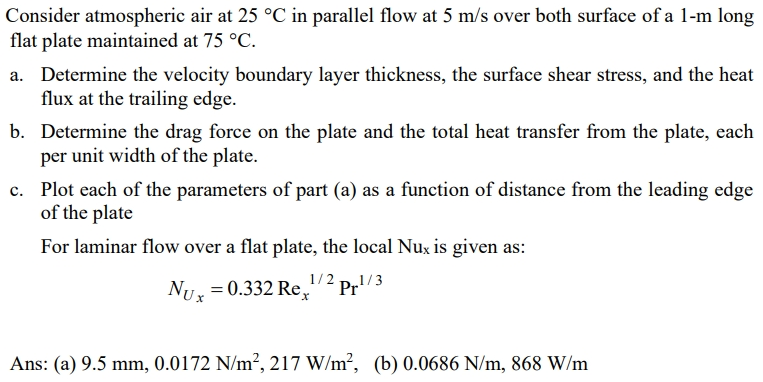 Consider atmospheric air at 25 °C in parallel flow at 5 m/s over both surface of a 1-m long
flat plate maintained at 75 °C.
a. Determine the velocity boundary layer thickness, the surface shear stress, and the heat
flux at the trailing edge.
b. Determine the drag force on the plate and the total heat transfer from the plate, each
per unit width of the plate.
c. Plot each of the parameters of part (a) as a function of distance from the leading edge
of the plate
For laminar flow over a flat plate, the local Nuₓ is given as:
N_{U x} = 0.332 Re_x^{1/2} Pr^{1/3}
Ans: (a) 9.5 mm, 0.0172 N/m², 217 W/m², (b) 0.0686 N/m, 868 W/m